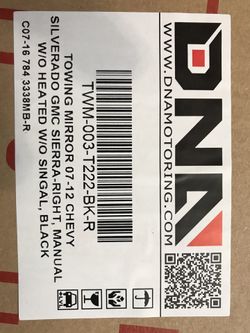 DNA
WWW.DNAMOTORING.COM
TWM-003-T222-BK-R
TOWING MIRROR 07-12 CHEVY
SILVERADO GMC SIERRA-RIGHT, MANUAL
W/O HEATED W/O SINGAL, BLACK
C07-16 784 3338MB-R